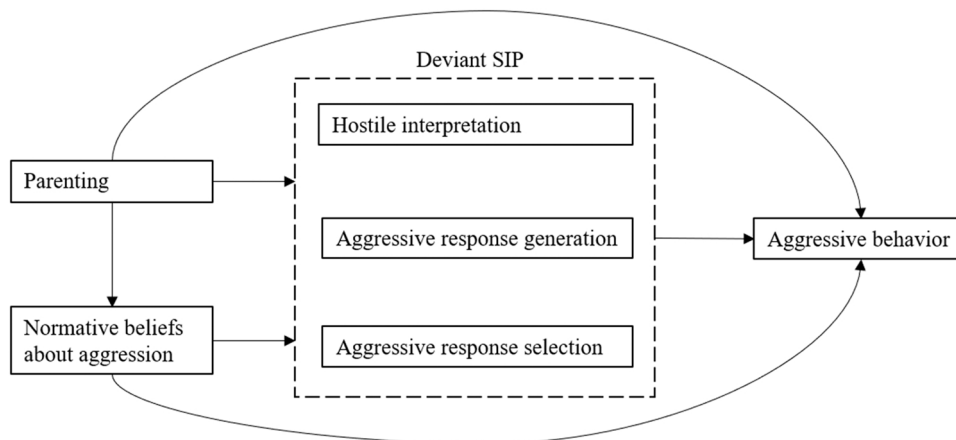 Deviant SIP
Hostile interpretation
Parenting
Aggressive response generation
Aggressive behavior
Normative beliefs
about aggression
Aggressive response selection